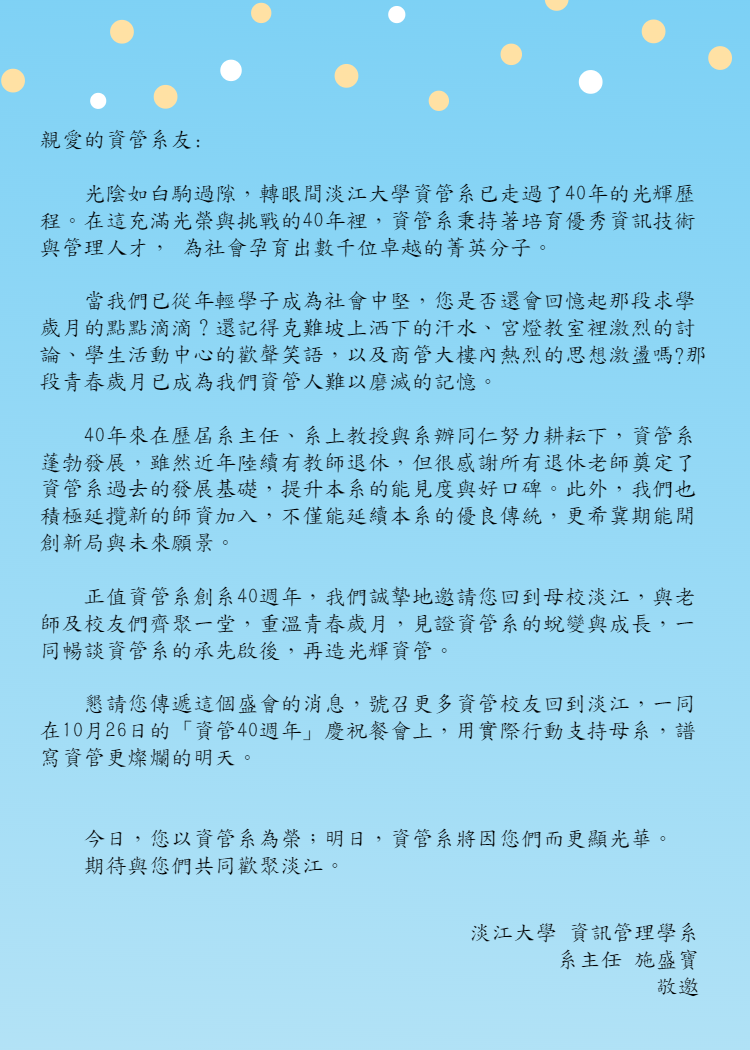 親愛的資管系友:
光陰如白駒過隙，轉眼間淡江大學資管系已走過了40年的光輝歷
程。在這充滿光榮與挑戰的40年裡，資管系秉持著培育優秀資訊技術
與管理人才， 為社會孕育出數千位卓越的菁英分子。
當我們已從年輕學子成為社會中堅，您是否還會回憶起那段求學
歲月的點點滴滴？還記得克難坡上洒下的汗水、宮燈教室裡激烈的討
論、學生活動中心的歡聲笑語，以及商管大樓內熱烈的思想激盪嗎?那
段青春歲月已成為我們資管人難以磨滅的記憶。
40年來在歷屆系主任、系上教授與系辦同仁努力耕耘下，資管系
蓬勃發展，雖然近年陸續有教師退休，但很感謝所有退休老師奠定了
資管系過去的發展基礎，提升本系的能見度與好口碑。此外，我們也
積極延攬新的師資加入，不僅能延續本系的優良傳統，更希冀期能開
創新局與未來願景。
正值資管系創系40週年，我們誠摯地邀請您回到母校淡江，與老
師及校友們齊聚一堂，重溫青春歲月，見證資管系的蛻變與成長，一
同暢談資管系的承先啟後，再造光輝資管。
懇請您傳遞這個盛會的消息，號召更多資管校友回到淡江，一同
在10月26日的「資管40週年」慶祝餐會上，用實際行動支持母系，譜
寫資管更燦爛的明天。
今日，您以資管系為榮；明日，資管系將因您們而更顯光華。
期待與您們共同歡聚淡江。
淡江大學 資訊管理學系
系主任 施盛寶
敬邀